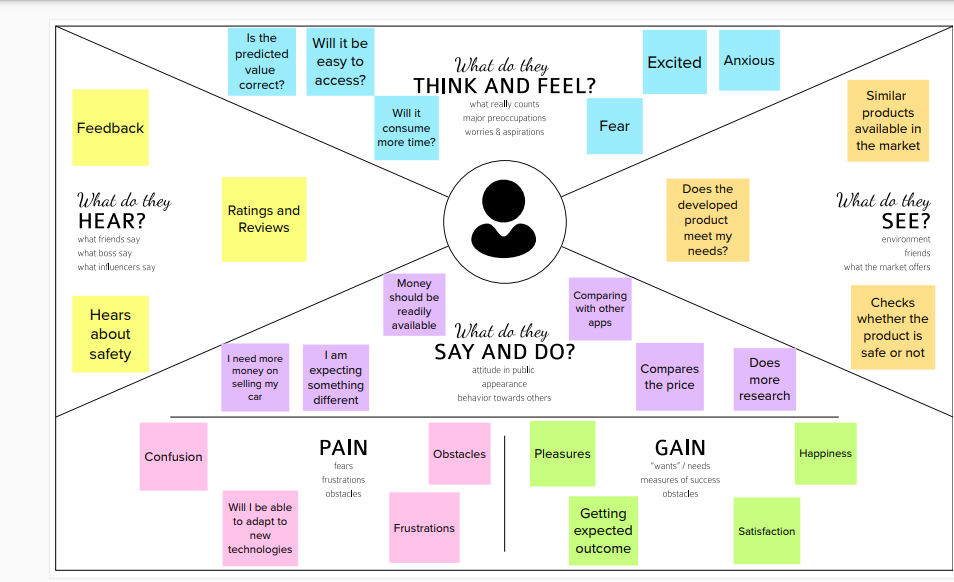 Is the
predicted
value
correct?
Will it be
easy to
access?
What do they
THINK AND FEEL?
what really counts
major preoccupations
worries & aspirations
Will it
consume
more time?
Excited
Anxious
Fear
Feedback
What do they
HEAR?
what friends say
what boss say
what influencers say
Ratings and
Reviews
Hears
about
safety
Similar
products
available in
the market
Does the
developed
product
meet my
needs?
What do they
SEE?
environment
friends
what the market offers
Checks
whether the
product is
safe or not
Money
should be
readily
available
I need more
money on
selling my
car
I am
expecting
something
different
What do they
SAY AND DO?
attitude in public
appearance
behavior towards others
Comparing
with other
apps
Compares
the price
Does
more
research
Confusion
PAIN
fears
frustrations
obstacles
Obstacles
Will I be able
to adapt to
new
technologies
Frustrations
Pleasures
GAIN
"wants" / needs
measures of success
obstacles
Happiness
Getting
expected
outcome
Satisfaction